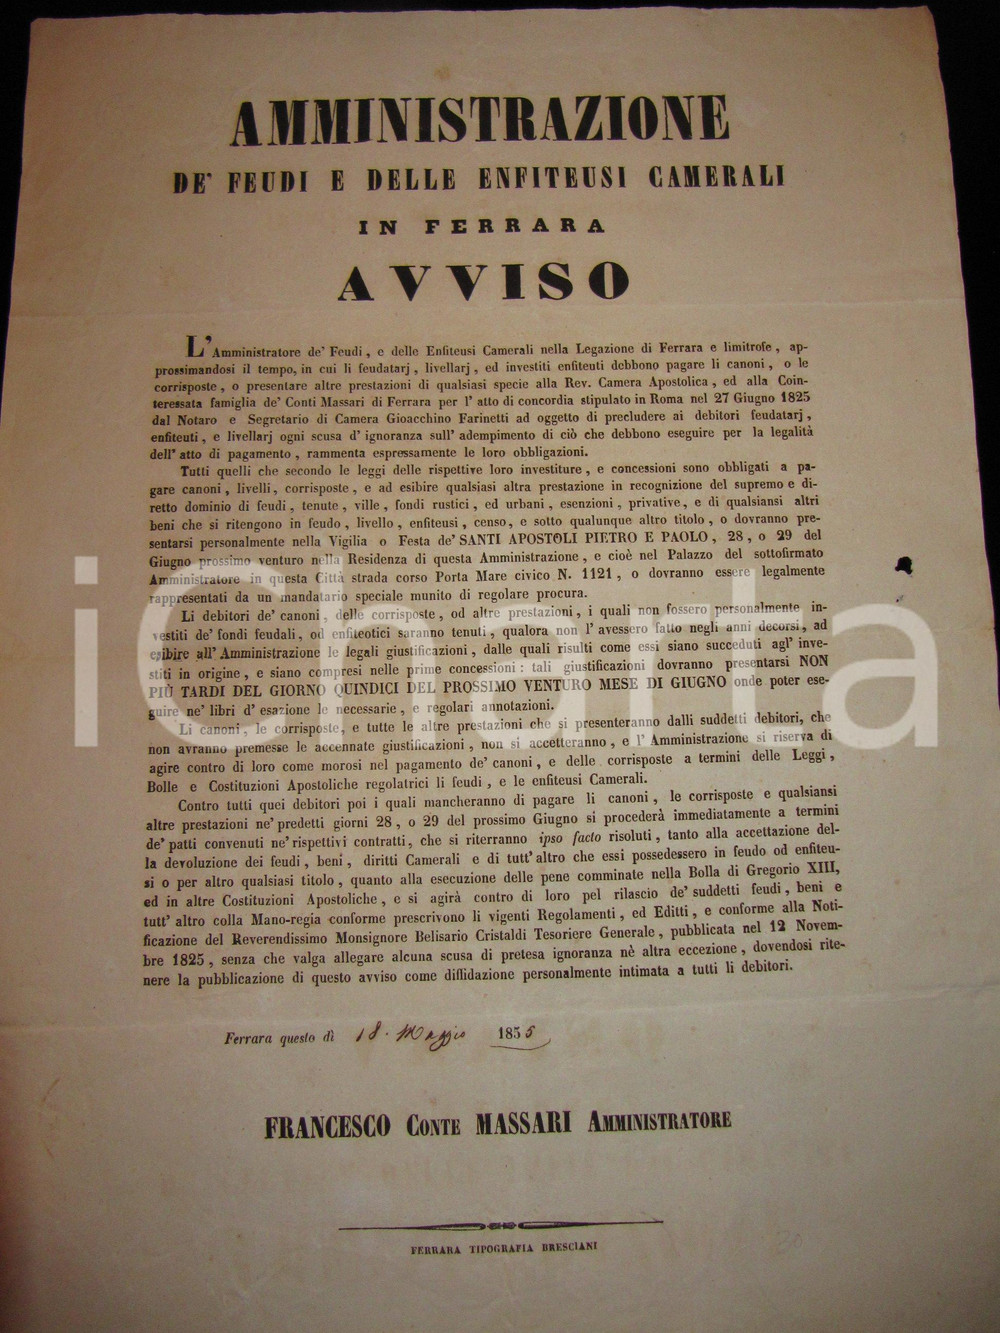 AMMINISTRAZIONE
DE' FEUDI E DELLE ENFITEUSI CAMERALI
IN FERRARA
AVVISO
L'Amministratore de' Feudi, e delle Enfiteusi Camerali nella Legazione di Ferrara e limitrofe, ap-
prossimandosi il tempo, in cui li feudatarj, livellarj, ed investiti enfiteuti debbono pagare li canoni, o le
corrisposte, o presentare altre prestazioni di qualsiasi specie alla Rev. Camera Apostolica, ed alla Coin-
teressata famiglia de' Conti Massari di Ferrara per l'atto di concordia stipulato in Roma nel 27 Giugno 1825
dal Notaro e Segretario di Camera Gioacchino Farinetti ad oggetto di precludere ai debitori feudatarj,
enfiteuti, e livellarj ogni scusa d'ignoranza sull'adempimento di ciò che debbono eseguire per la legalità
dell'atto di pagamento, rammenta espressamente le loro obbligazioni.
Tutti quelli che secondo le leggi delle rispettive loro investiture, e concessioni sono obbligati a pa-
gare canoni, livelli, corrisposte, e ad esibire qualsiasi altra prestazione in recognizione del supremo e di-
retto dominio di feudi, tenute, ville, fondi rustici, ed urbani, esenzioni, privative, e di qualsiansi altri
beni che si ritengono in feudo, livello, enfiteusi, censo, e sotto qualunque altro titolo, o dovranno pre-
sentarsi personalmente nella Vigilia o Festa de' SANTI APOSTOLI PIETRO E PAOLO, 28, o 29 del
Giugno prossimo venturo nella Residenza di questa Amministrazione, e cioè nel Palazzo del sottofirmato
Amministratore in questa Città strada corso Porta Mare civico N. 1121, o dovranno essere legalmente
rappresentati da un mandatario speciale munito di regolare procura.
Li debitori de' canoni, delle corrisposte, od altre prestazioni, i quali non fossero personalmente in-
vestiti de' fondi feudali, od enfiteotici saranno tenuti, qualora non l'avessero fatto negli anni decorsi, ad
esibire all'Amministrazione le legali giustificazioni, dalle quali risulti come essi siano succeduti agl'inve-
stiti in origine, e siano compresi nelle prime concessioni: tali giustificazioni dovranno presentarsi NON
PIÙ TARDI DEL GIORNO QUINDICI DEL PROSSIMO VENTURO MESE DI GIUGNO onde poter ese-
guire ne' libri d'esazione le necessarie, e regolari annotazioni.
Li canoni, le corrisposte, e tutte le altre prestazioni che si presenteranno dalli suddetti debitori, che
non avranno premesse le accennate giustificazioni, non si accetteranno, e l'Amministrazione si riserva di
agire contro di loro come morosi nel pagamento de' canoni, e delle corrisposte a termini delle Leggi,
Bolle e Costituzioni Apostoliche regolatrici li feudi, e le enfiteusi Camerali.
Contro tutti quei debitori poi i quali mancheranno di pagare li canoni, le corrisposte e qualsiansi
altre prestazioni ne' predetti giorni 28, o 29 del prossimo Giugno si procederà immediatamente a termini
de' patti convenuti ne' rispettivi contratti, che si riterranno ipso facto risoluti, tanto alla accettazione del-
la devoluzione dei feudi, beni, diritti Camerali e di tutt'altro che essi possedessero in feudo od enfiteu-
si o per altro qualsiasi titolo, quanto alla esecuzione delle pene comminate nella Bolla di Gregorio XIII,
ed in altre Costituzioni Apostoliche, e si agirà contro di loro pel rilascio de' suddetti feudi, beni e
tutt'altro colla Mano-regia conforme prescrivono li vigenti Regolamenti, ed Editti, e conforme alla Noti-
ficazione del Reverendissimo Monsignore Belisario Cristaldi Tesoriere Generale, pubblicata nel 12 Novem-
bre 1825, senza che valga allegare alcuna scusa di pretesa ignoranza nè altra eccezione, dovendosi rite-
nere la pubblicazione di questo avviso come diffidazione personalmente intimata a tutti li debitori.
Ferrara questo dì 18. Maggio 1855
FRANCESCO CONTE MASSARI AMMINISTRATORE
FERRARA TIPOGRAFIA BRESCIANI
iCharta